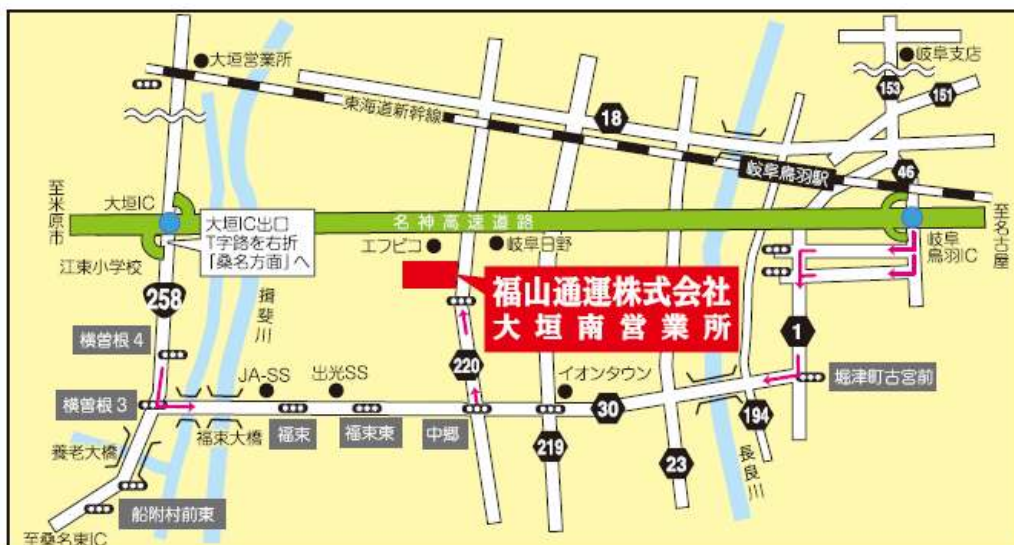 大垣営業所
岐阜支店
153
151
東海道新幹線
18
岐阜鳥羽駅
46
至米原市
大垣IC
名神高速道路
至名古屋
大垣IC出口
T字路を右折
「桑名方面」へ
エフピコ
岐阜日野
岐阜
鳥羽IC
江東小学校
福山通運株式会社
大垣南営業所
258
揖斐川
横曽根4
220
1
JA-SS
出光SS
イオンタウン
堀津町古宮前
横曽根3
30
194
福束大橋
福束
福束東
中郷
養老大橋
219
23
長良川
船附村前東
至桑名東IC